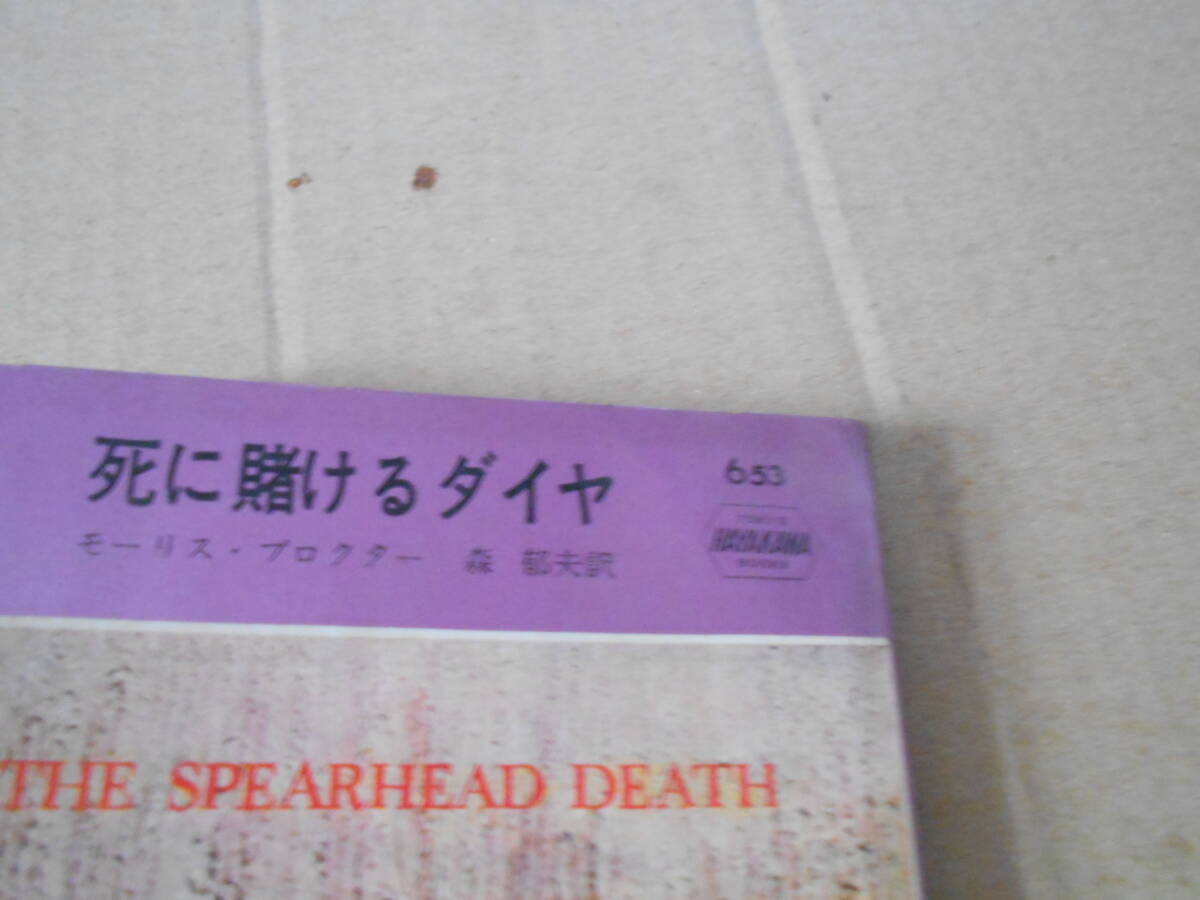 死に賭けるダイヤ
モーリス・プロクター 森 郁夫訳
653
HAYAKAWA
BOOKS
THE SPEARHEAD DEATH